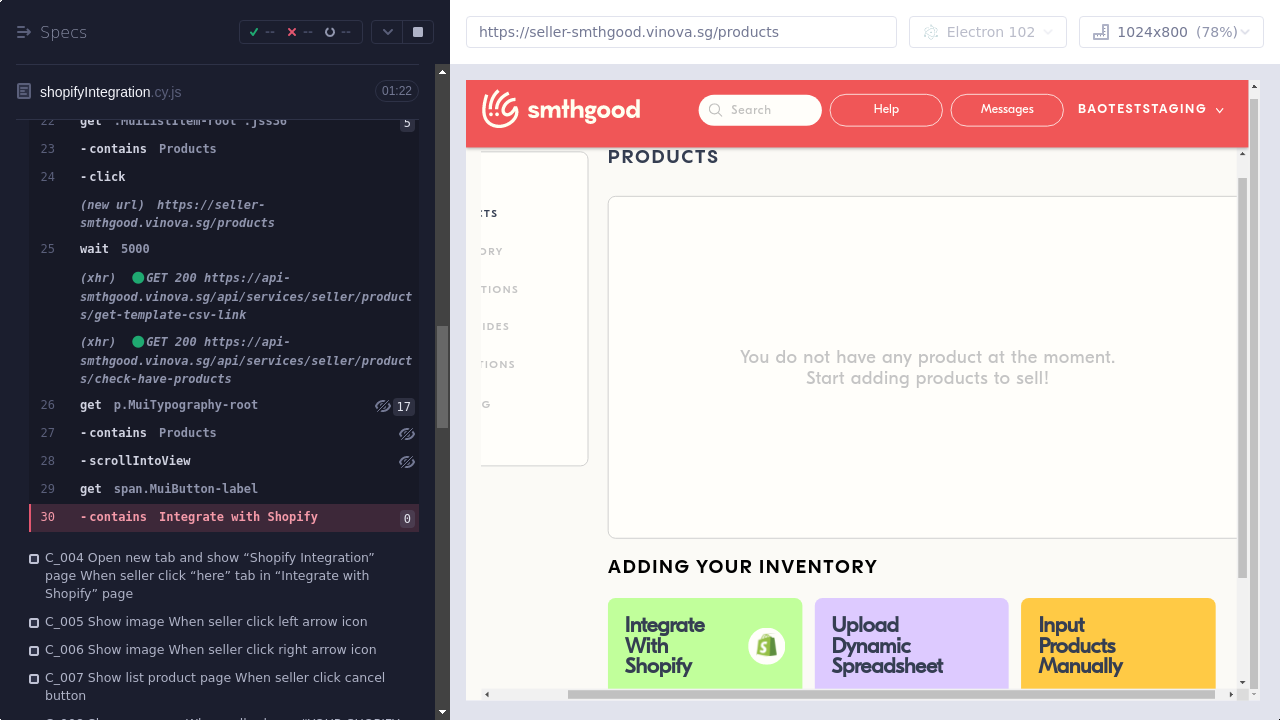 Specs
-- -- --
shopifyIntegration.cy.js 01:22
22 get .MuiListItem-root .jss36 5
23 -contains Products
24 -click
(new url) https://seller-
smthgood.vinova.sg/products
25 wait 5000
(xhr) GET 200 https://api-
smthgood.vinova.sg/api/services/seller/product
s/get-template-csv-link
(xhr) GET 200 https://api-
smthgood.vinova.sg/api/services/seller/product
s/check-have-products
26 get p.MuiTypography-root 17
27 -contains Products
28 -scrollIntoView
29 get span.MuiButton-label
30 -contains Integrate with Shopify 0
C_004 Open new tab and show “Shopify Integration”
page When seller click “here” tab in “Integrate with
Shopify” page
C_005 Show image When seller click left arrow icon
C_006 Show image When seller click right arrow icon
C_007 Show list product page When seller click cancel
button
https://seller-smthgood.vinova.sg/products
Electron 102
1024x800 (78%)
smthgood
Search
Help
Messages
BAOTESTSTAGING
CTS
ORY
TIONS
IDES
TIONS
G
PRODUCTS
You do not have any product at the moment.
Start adding products to sell!
ADDING YOUR INVENTORY
Integrate
With
Shopify
Upload
Dynamic
Spreadsheet
Input
Products
Manually